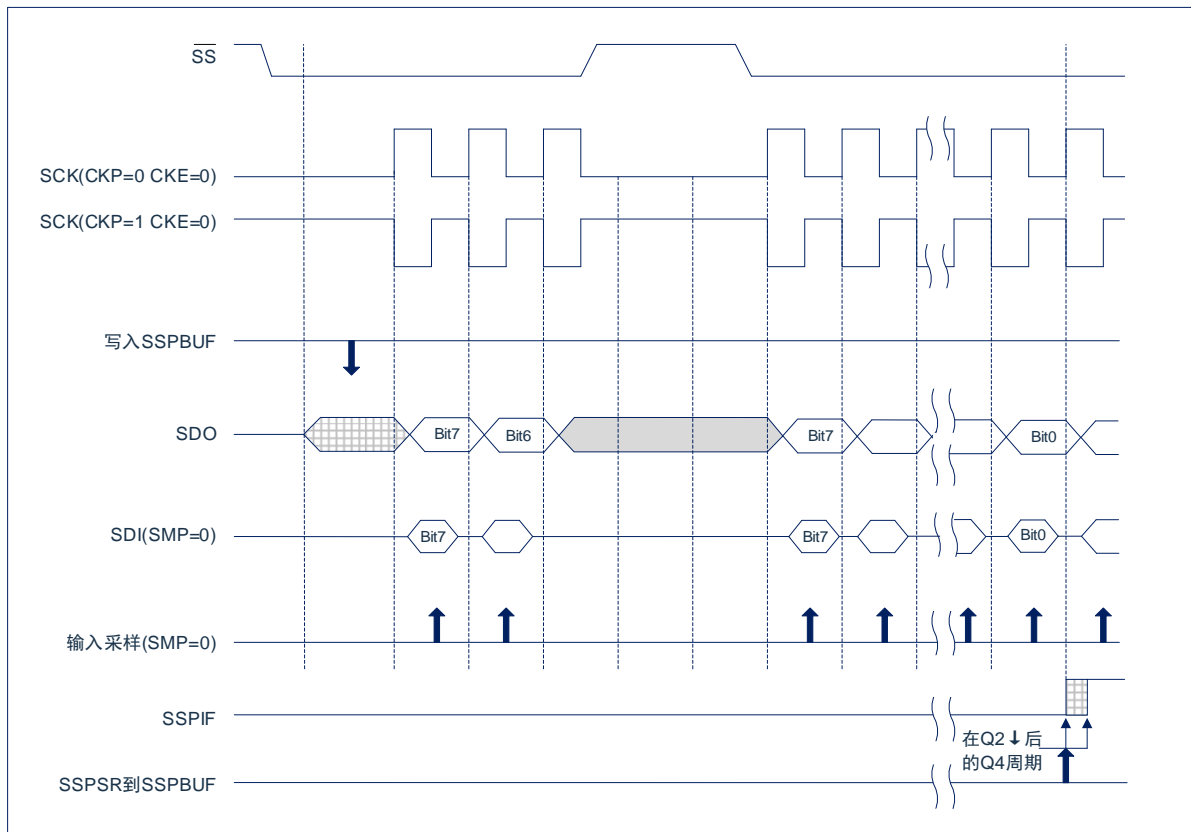 SS
SCK(CKP=0 CKE=0)
SCK(CKP=1 CKE=0)
写入SSPBUF
SDO
Bit7
Bit6
Bit7
Bit0
SDI(SMP=0)
Bit7
Bit7
Bit0
输入采样(SMP=0)
SSPIF
在Q2↓后
的Q4周期
SSPSR到SSPBUF